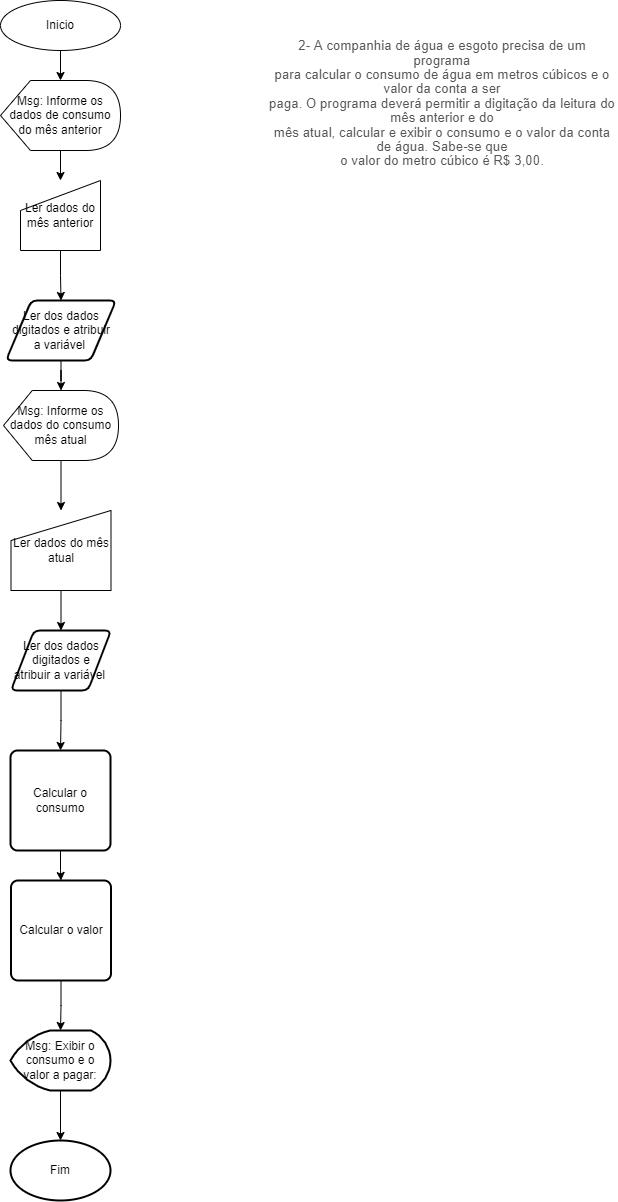 Inicio
Msg: Informe os
dados de consumo
do mês anterior
Ler dados do
mês anterior
Ler dos dados
digitados e atribuir
a variável
Msg: Informe os
dados do consumo
mês atual
Ler dados do mês
atual
Ler dos dados
digitados e
atribuir a variável
Calcular o
consumo
Calcular o valor
Msg: Exibir o
consumo e o
valor a pagar:
Fim
2- A companhia de água e esgoto precisa de um
programa
para calcular o consumo de água em metros cúbicos e o
valor da conta a ser
paga. O programa deverá permitir a digitação da leitura do
mês anterior e do
mês atual, calcular e exibir o consumo e o valor da conta
de água. Sabe-se que
o valor do metro cúbico é R$ 3,00.